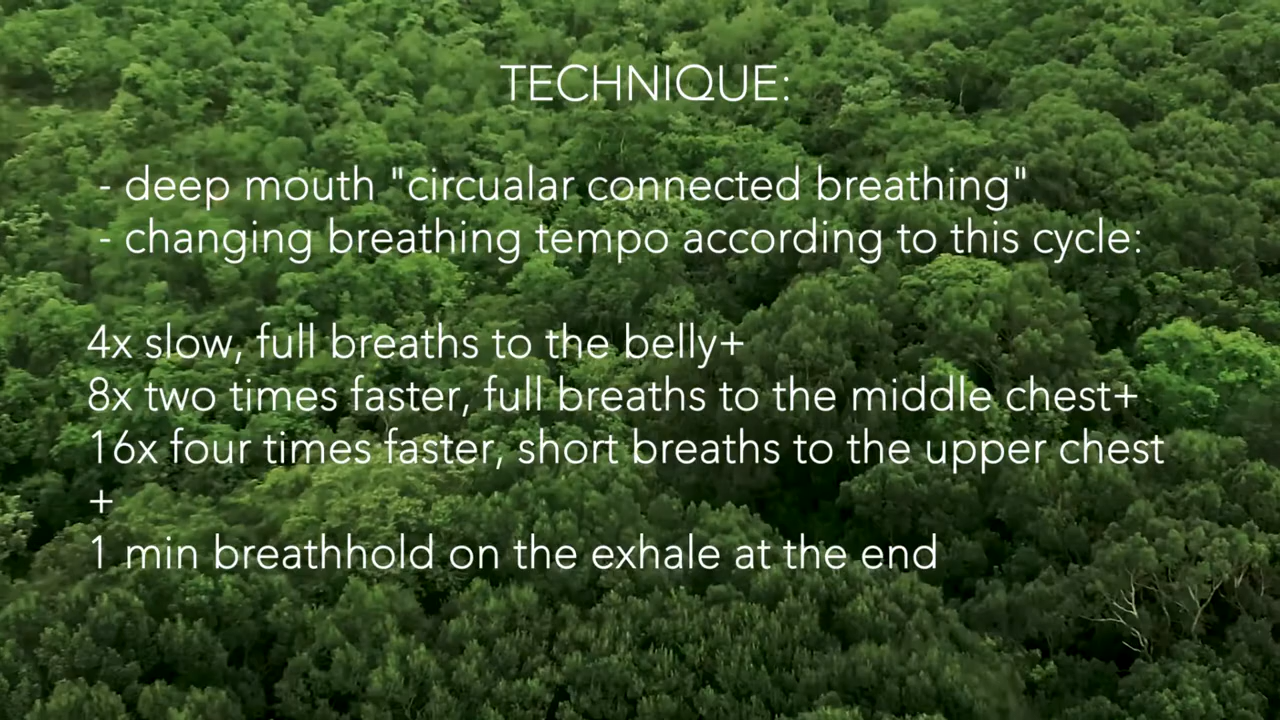 TECHNIQUE:
- deep mouth "circualar connected breathing"
- changing breathing tempo according to this cycle:
4x slow, full breaths to the belly+
8x two times faster, full breaths to the middle chest+
16x four times faster, short breaths to the upper chest
+
1 min breathhold on the exhale at the end